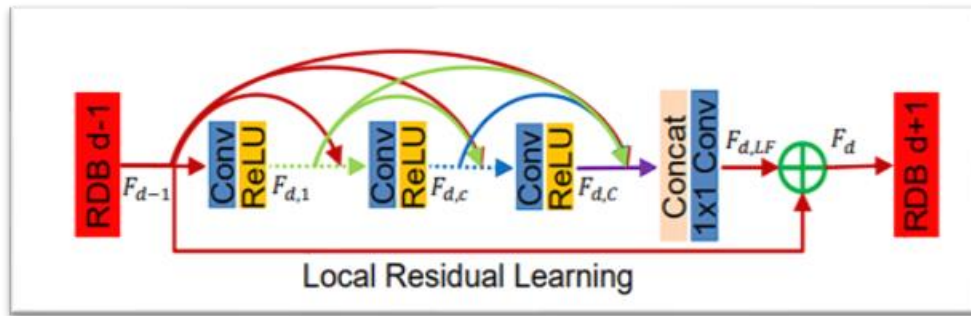 RDB d-1
F_{d-1}
Conv
ReLU
F_{d,1}
Conv
ReLU
F_{d,c}
Conv
ReLU
F_{d,C}
Concat
1x1 Conv
F_{d,LF}
F_d
RDB d+1
Local Residual Learning